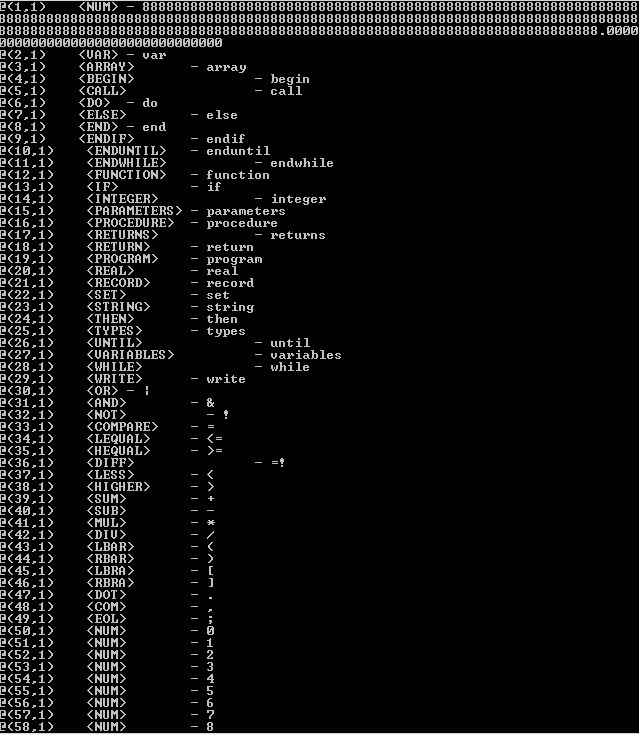 @(1,1) <NUM> - 88888888888888888888888888888888888888888888888888888888888888
88888888888888888888888888888888888888888888888888888888888888888888888888888888
888888888888888888888888888888888888888888888888888888888888888888888888888.0000
0000000000000000000000000000
@(2,1) <VAR> - var
@(3,1) <ARRAY> - array
@(4,1) <BEGIN> - begin
@(5,1) <CALL> - call
@(6,1) <DO> - do
@(7,1) <ELSE> - else
@(8,1) <END> - end
@(9,1) <ENDIF> - endif
@(10,1) <ENDUNTIL> - enduntil
@(11,1) <ENDWHILE> - endwhile
@(12,1) <FUNCTION> - function
@(13,1) <IF> - if
@(14,1) <INTEGER> - integer
@(15,1) <PARAMETERS> - parameters
@(16,1) <PROCEDURE> - procedure
@(17,1) <RETURNS> - returns
@(18,1) <RETURN> - return
@(19,1) <PROGRAM> - program
@(20,1) <REAL> - real
@(21,1) <RECORD> - record
@(22,1) <SET> - set
@(23,1) <STRING> - string
@(24,1) <THEN> - then
@(25,1) <TYPES> - types
@(26,1) <UNTIL> - until
@(27,1) <VARIABLES> - variables
@(28,1) <WHILE> - while
@(29,1) <WRITE> - write
@(30,1) <OR> - |
@(31,1) <AND> - &
@(32,1) <NOT> - !
@(33,1) <COMPARE> - =
@(34,1) <LEQUAL> - <=
@(35,1) <HEQUAL> - >=
@(36,1) <DIFF> - =!
@(37,1) <LESS> - <
@(38,1) <HIGHER> - >
@(39,1) <SUM> - +
@(40,1) <SUB> - -
@(41,1) <MUL> - *
@(42,1) <DIV> - /
@(43,1) <LBAR> - (
@(44,1) <RBAR> - )
@(45,1) <LBRA> - [
@(46,1) <RBRA> - ]
@(47,1) <DOT> - .
@(48,1) <COM> - ,
@(49,1) <EOL> - ;
@(50,1) <NUM> - 0
@(51,1) <NUM> - 1
@(52,1) <NUM> - 2
@(53,1) <NUM> - 3
@(54,1) <NUM> - 4
@(55,1) <NUM> - 5
@(56,1) <NUM> - 6
@(57,1) <NUM> - 7
@(58,1) <NUM> - 8